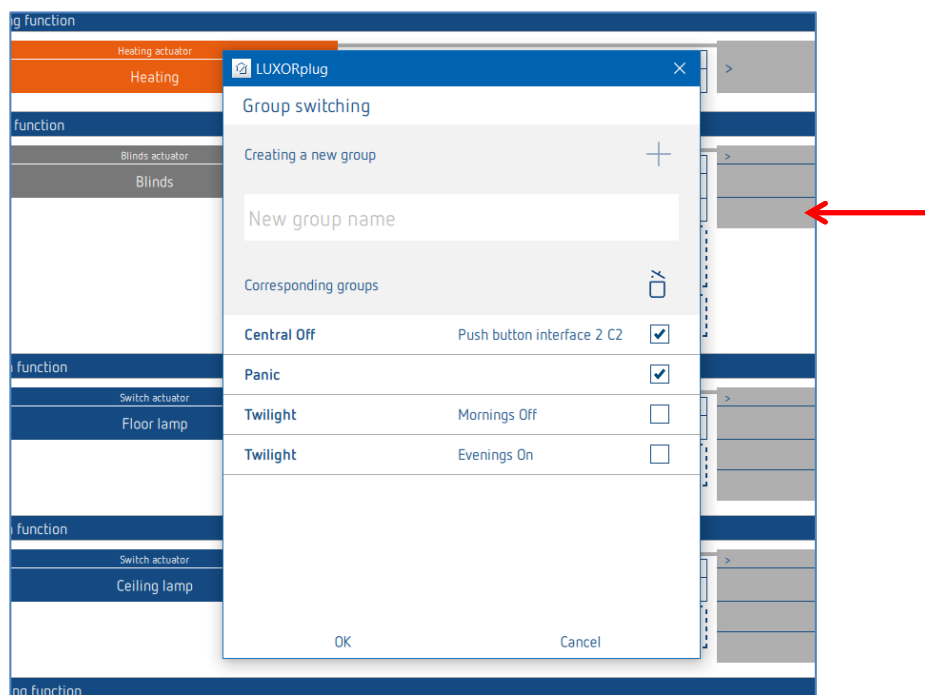 ng function
Heating actuator
Heating
>
LUXORplug
Group switching
function
Creating a new group
Blinds actuator
>
Blinds
New group name
Corresponding groups
Central Off Push button interface 2 C2
function
Panic
Switch actuator
>
Floor lamp
Twilight Mornings Off
Twilight Evenings On
function
Switch actuator
>
Ceiling lamp
OK Cancel
ng function